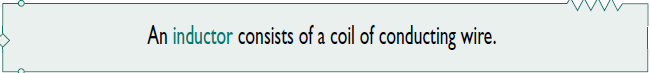 An inductor consists of a coil of conducting wire.